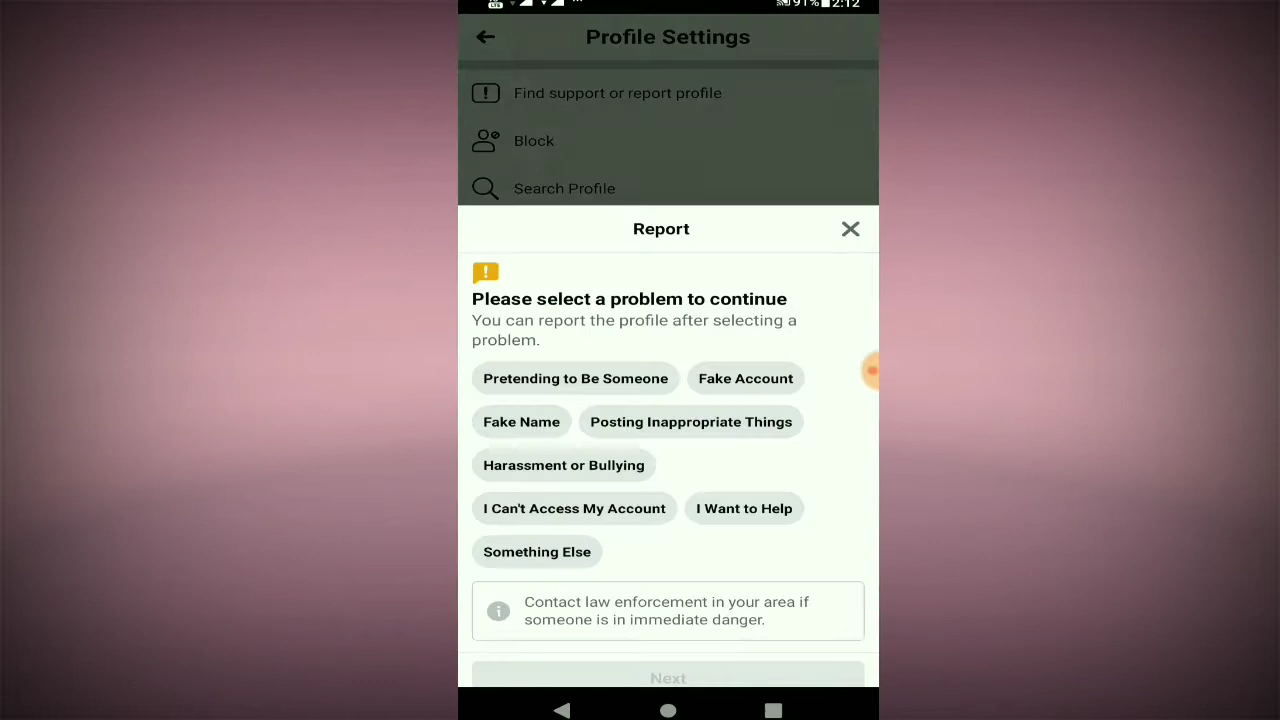 91% 2:12
Profile Settings
Find support or report profile
Block
Search Profile
Report
Please select a problem to continue
You can report the profile after selecting a
problem.
Pretending to Be Someone Fake Account
Fake Name Posting Inappropriate Things
Harassment or Bullying
I Can't Access My Account I Want to Help
Something Else
Contact law enforcement in your area if
someone is in immediate danger.
Next